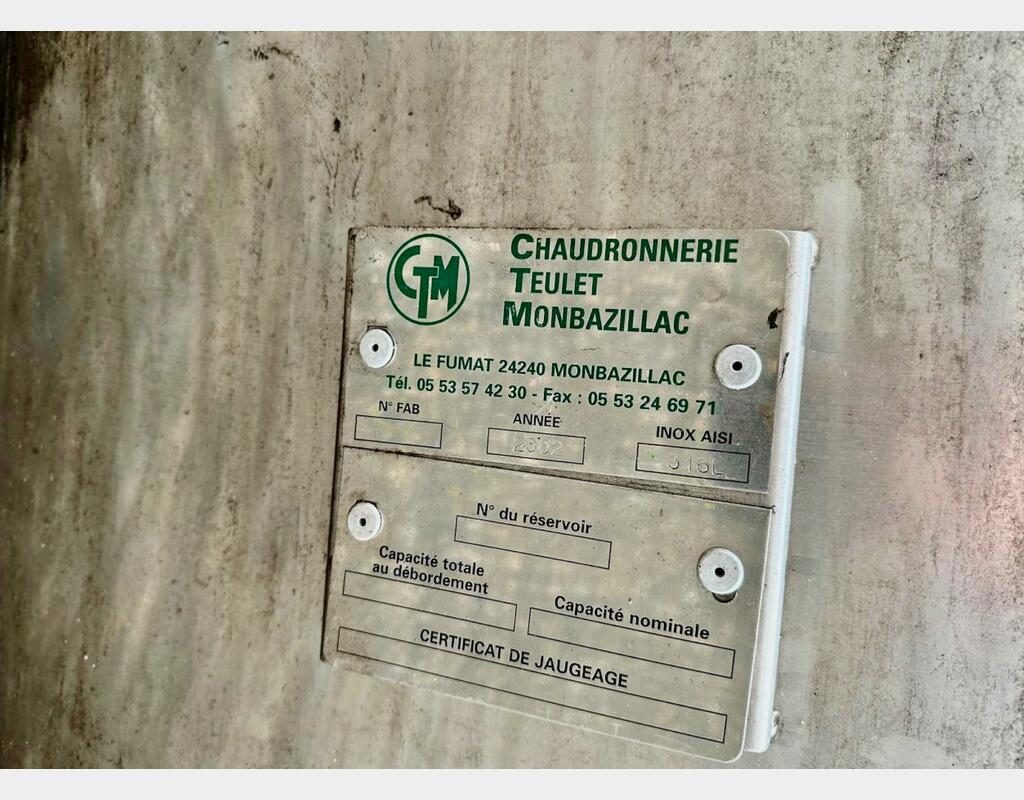 CTM
CHAUDRONNERIE
TEULET
MONBAZILLAC
LE FUMAT 24240 MONBAZILLAC
Tél. 05 53 57 42 30 - Fax : 05 53 24 69 71
N° FAB
ANNÉE
INOX AISI
2002
316L
N° du réservoir
Capacité totale
au débordement
Capacité nominale
CERTIFICAT DE JAUGEAGE